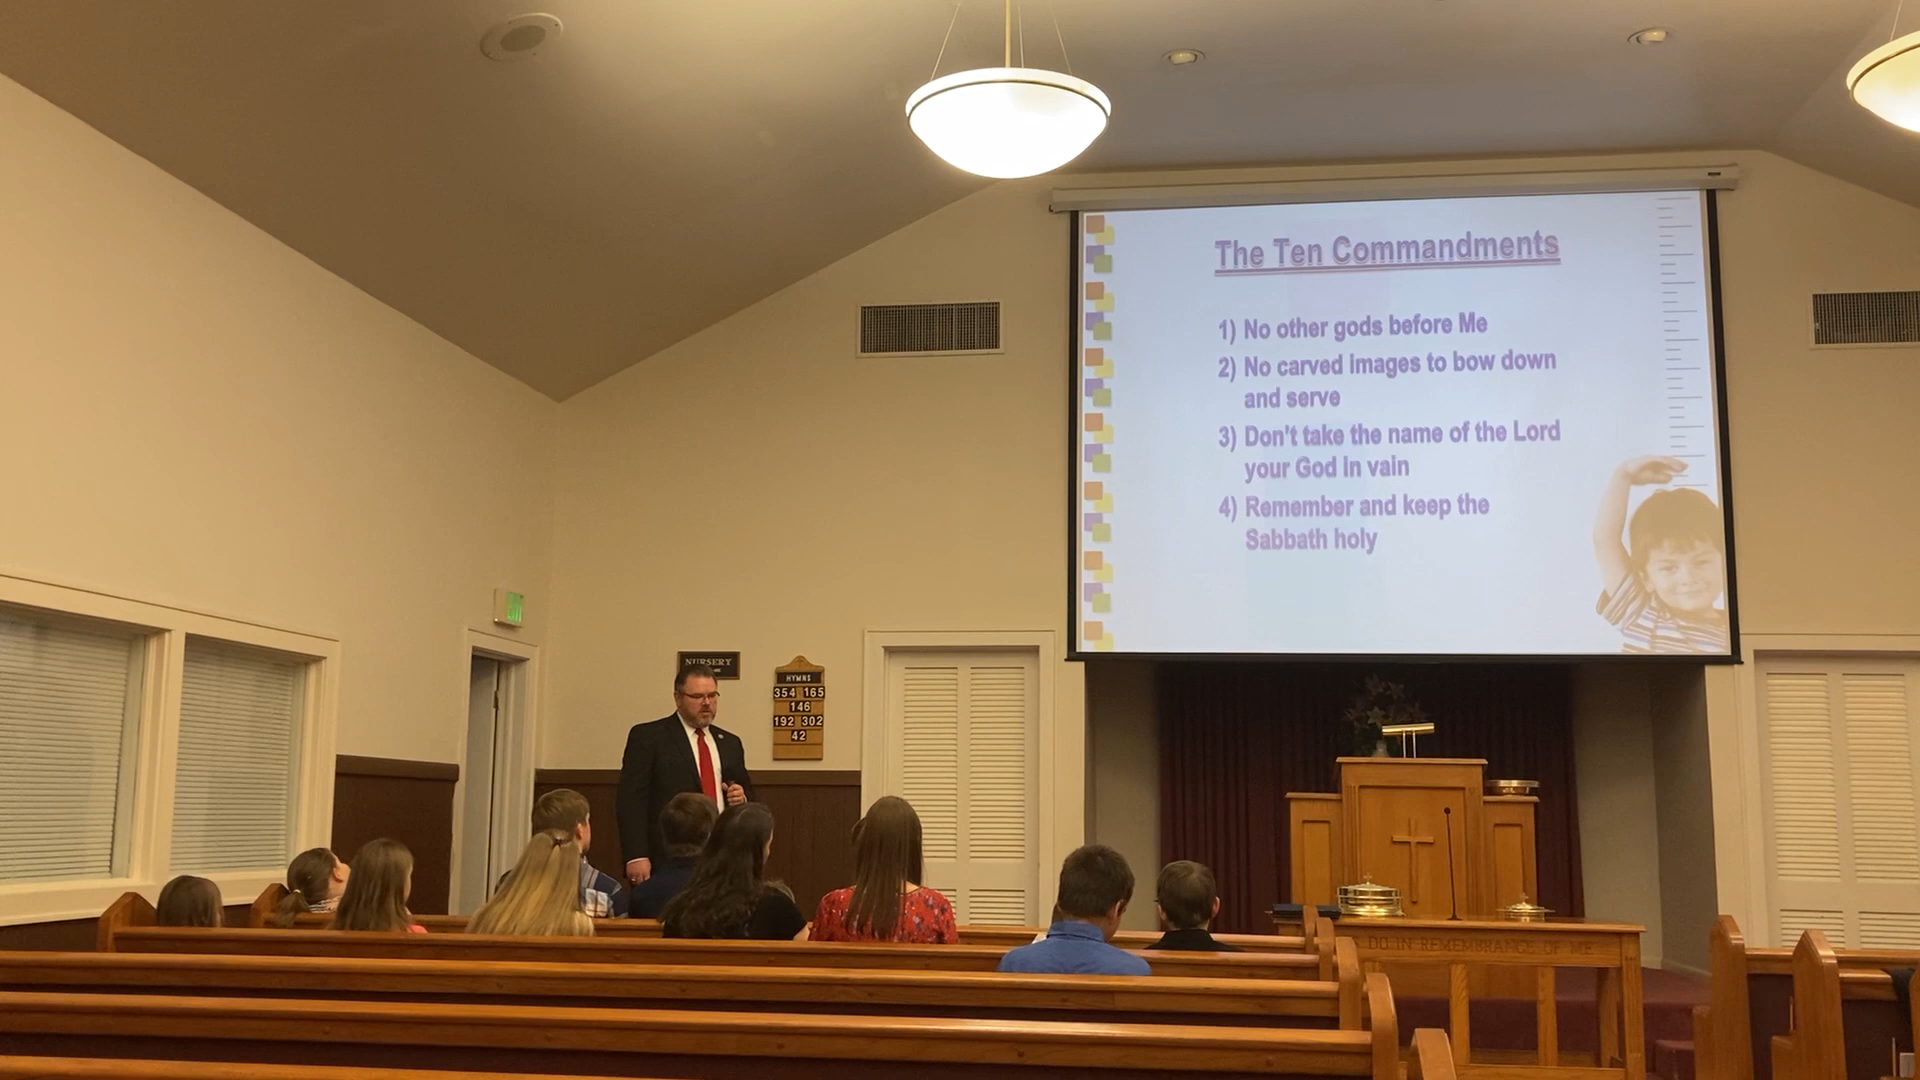 The Ten Commandments
1) No other gods before Me
2) No carved images to bow down
and serve
3) Don't take the name of the Lord
your God in vain
4) Remember and keep the
Sabbath holy
NURSERY
HYMNS
354 165
146
192 302
42
DO IN REMEMBRANCE OF ME